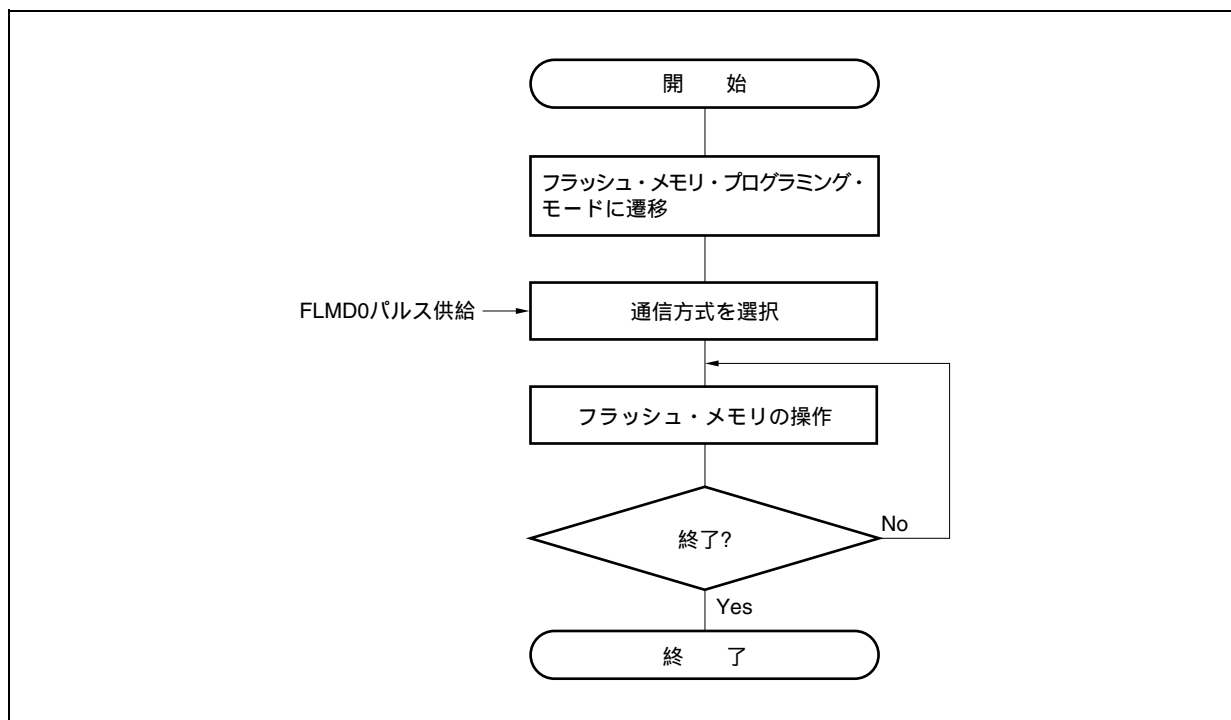 開　始
フラッシュ・メモリ・プログラミング・
モードに遷移
FLMD0パルス供給
通信方式を選択
フラッシュ・メモリの操作
終了?
No
Yes
終　了